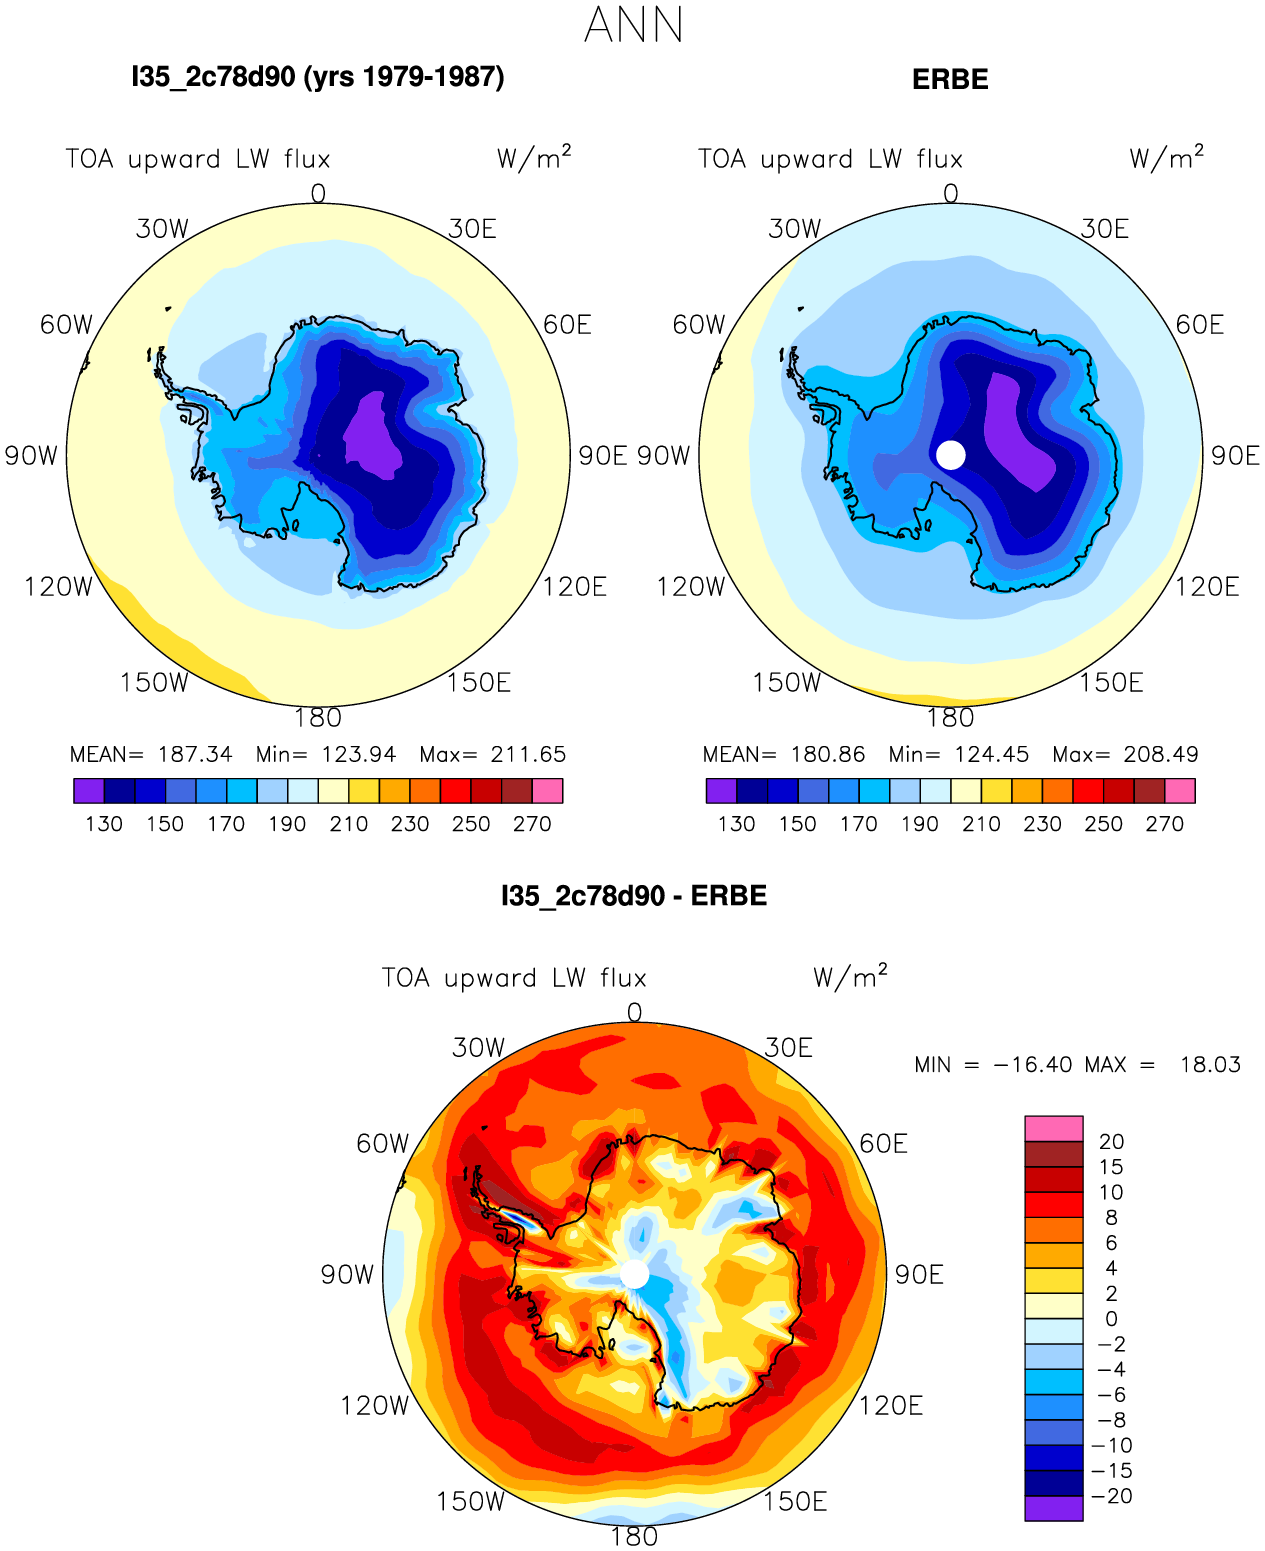 ANN
I35_2c78d90 (yrs 1979-1987)
ERBE
TOA upward LW flux W/m2
TOA upward LW flux W/m2
0
30W 30E
60W 60E
90W 90E
120W 120E
150W 150E
180
0
30W 30E
60W 60E
90W 90E
120W 120E
150W 150E
180
MEAN= 187.34 Min= 123.94 Max= 211.65
130 150 170 190 210 230 250 270
MEAN= 180.86 Min= 124.45 Max= 208.49
130 150 170 190 210 230 250 270
I35_2c78d90 - ERBE
TOA upward LW flux W/m2
0
30W 30E
60W 60E
90W 90E
120W 120E
150W 150E
180
MIN = −16.40 MAX = 18.03
20
15
10
8
6
4
2
0
−2
−4
−6
−8
−10
−15
−20